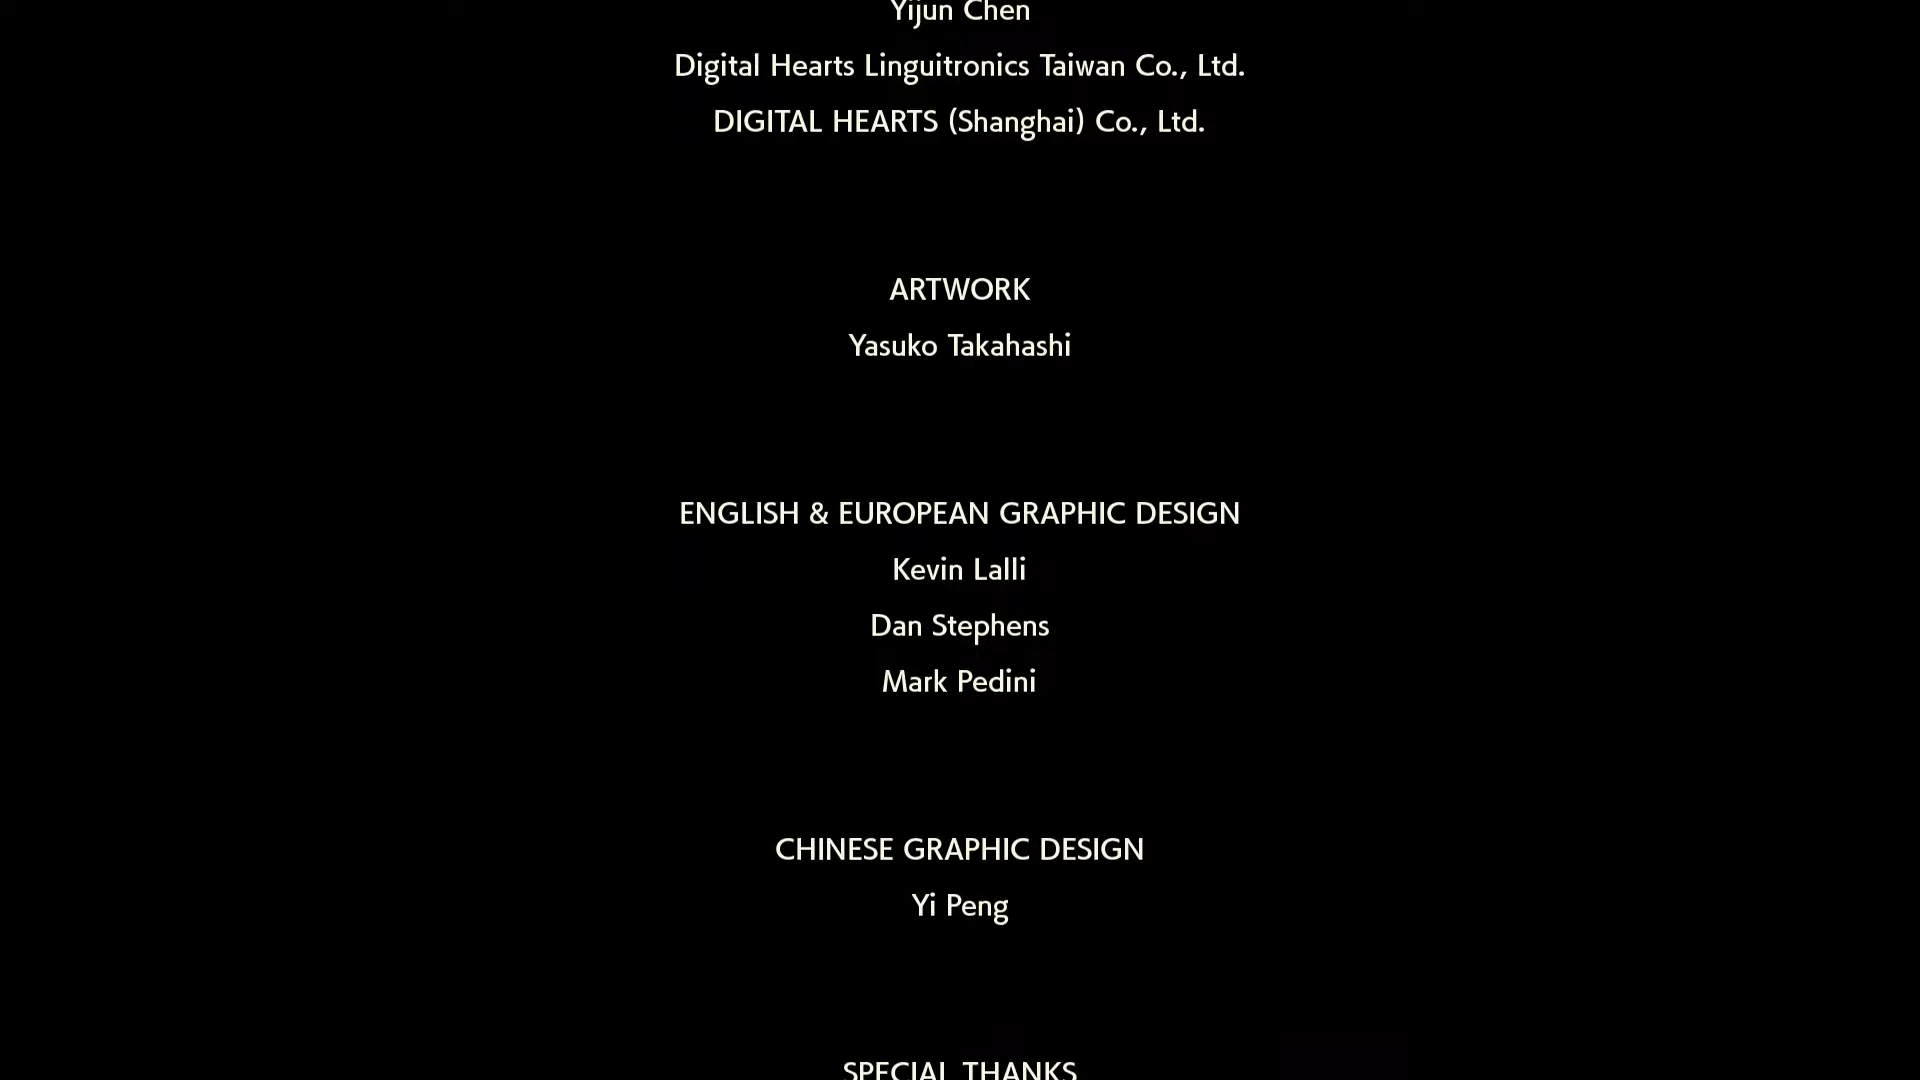 Yijun Chen
Digital Hearts Linguitronics Taiwan Co., Ltd.
DIGITAL HEARTS (Shanghai) Co., Ltd.
ARTWORK
Yasuko Takahashi
ENGLISH & EUROPEAN GRAPHIC DESIGN
Kevin Lalli
Dan Stephens
Mark Pedini
CHINESE GRAPHIC DESIGN
Yi Peng
SPECIAL THANKS